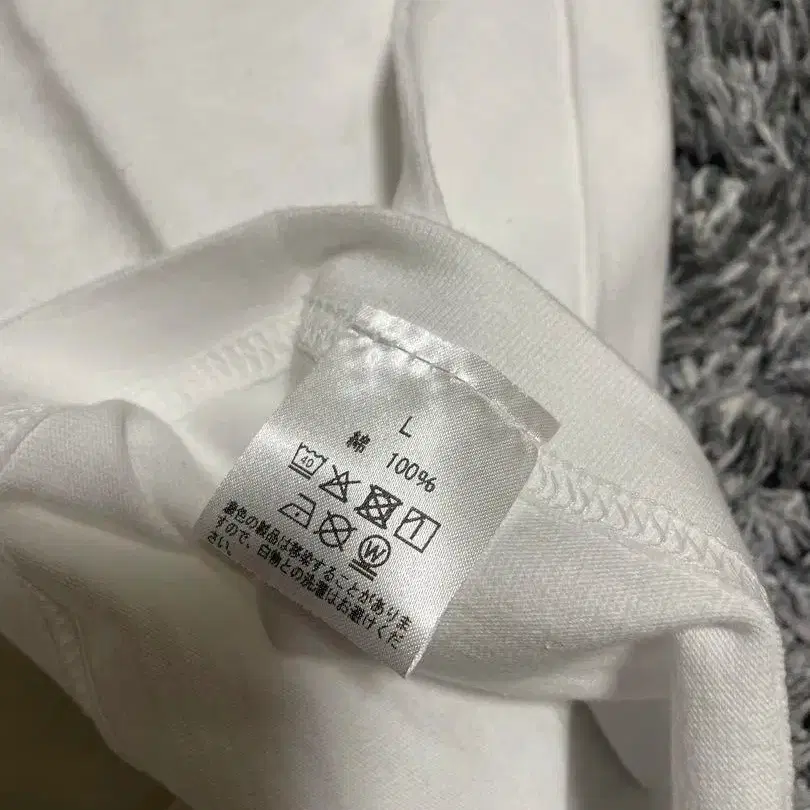 L
綿 100%
40
W
濃色の製品は移染することがありま
すので、白物との洗濯はお避けくだ
さい。